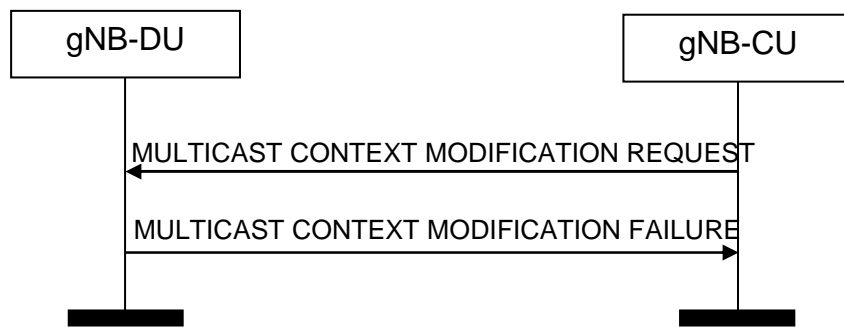 gNB-DU
gNB-CU
MULTICAST CONTEXT MODIFICATION REQUEST
MULTICAST CONTEXT MODIFICATION FAILURE